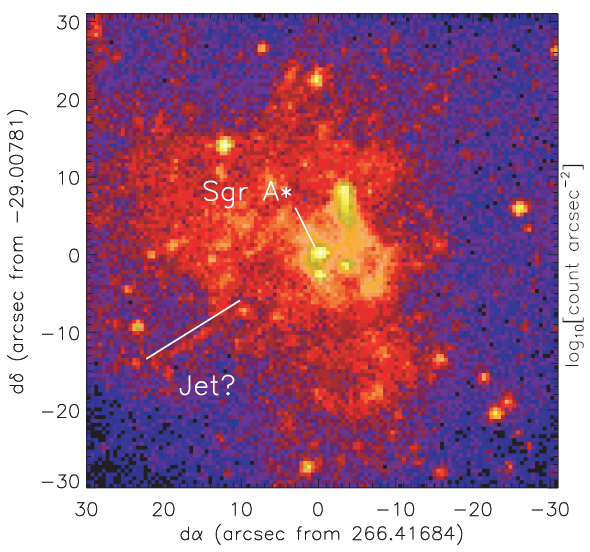 30
20
10
0
−10
−20
−30
dδ (arcsec from −29.00781)
Sgr A*
Jet?
log₁₀[count arcsec⁻²]
30 20 10 0 −10 −20 −30
dα (arcsec from 266.41684)